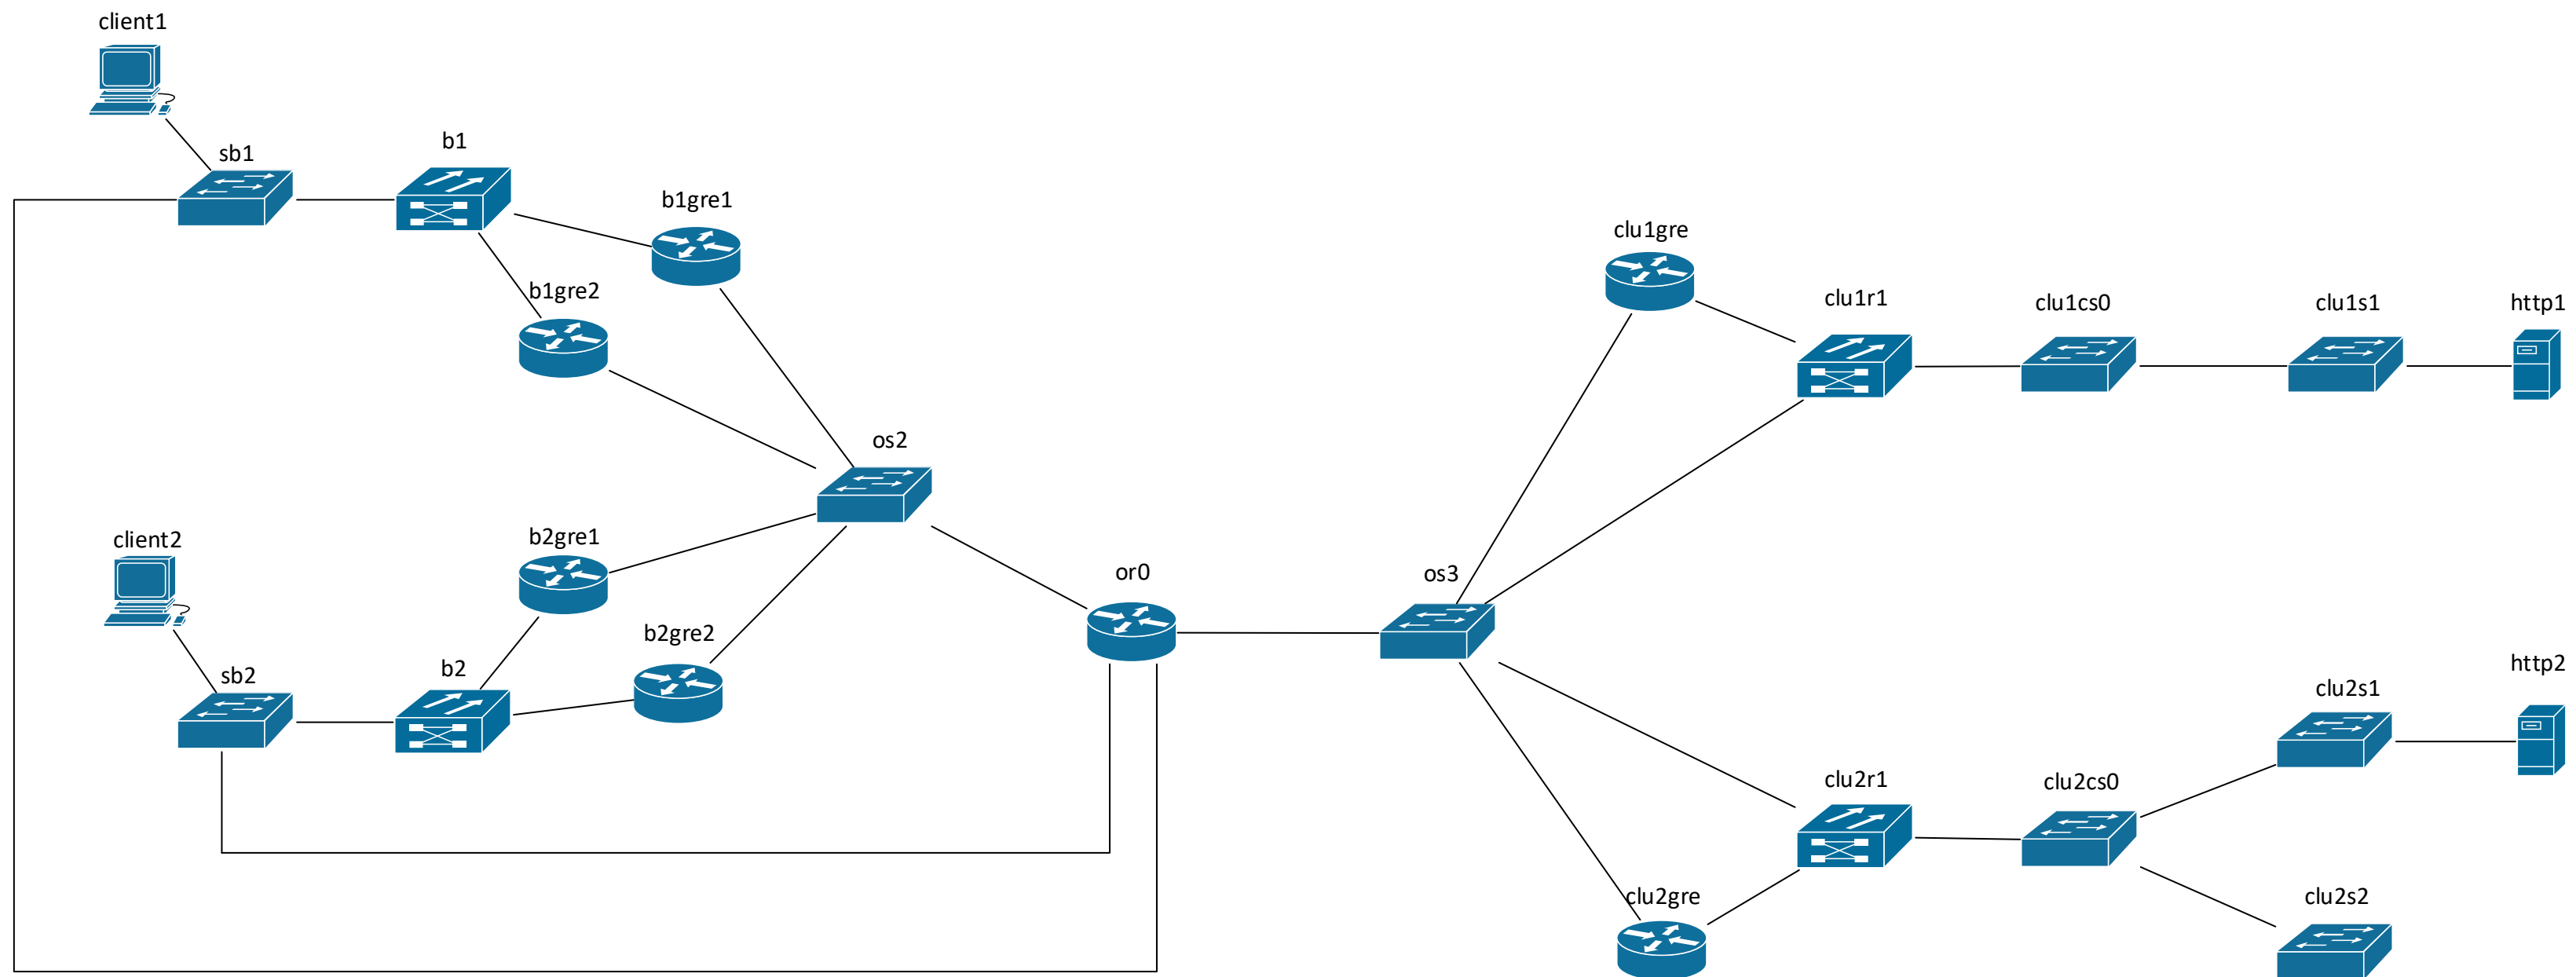 client1
b1
sb1
b1gre1
clu1gre
b1gre2
clu1r1
clu1cs0
clu1s1
http1
os2
client2
b2gre1
or0
os3
b2gre2
sb2
b2
http2
clu2s1
clu2r1
clu2cs0
clu2gre
clu2s2